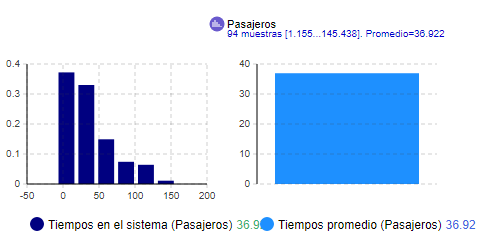 Pasajeros
94 muestras [1.155...145.438]. Promedio=36.922
0.4
0.3
0.2
0.1
0
-50 0 50 100 150 200
40
30
20
10
0
Tiempos en el sistema (Pasajeros) 36.9
Tiempos promedio (Pasajeros) 36.92